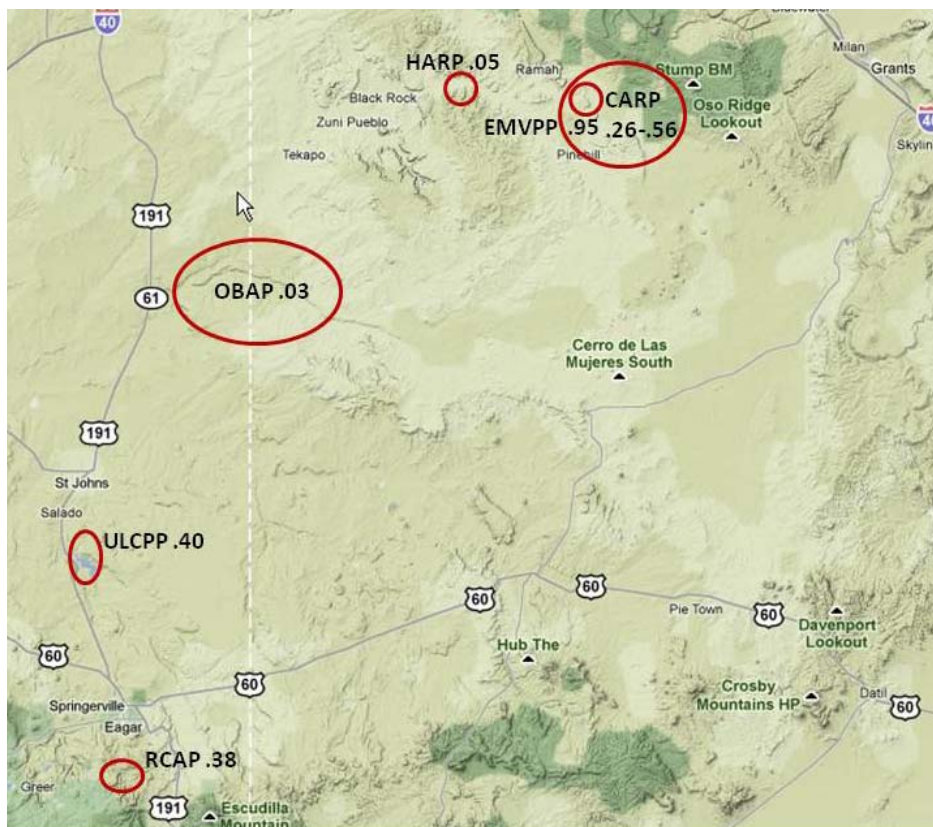 40
Bluewater
Milan
HARP .05
Ramah
Stump BM
Grants
Black Rock
CARP
Oso Ridge
Lookout
40
Zuni Pueblo
EMVPP .95 .26-.56
Tekapo
Pinehill
191
OBAP .03
61
Cerro de Las
Mujeres South
191
St Johns
Salado
ULCPP .40
60
60
Pie Town
60
Davenport
Lookout
60
Hub The
60
Crosby
Mountains HP
Datil
60
Springerville
Eagar
RCAP .38
Greer
191
Escudilla
Mountain